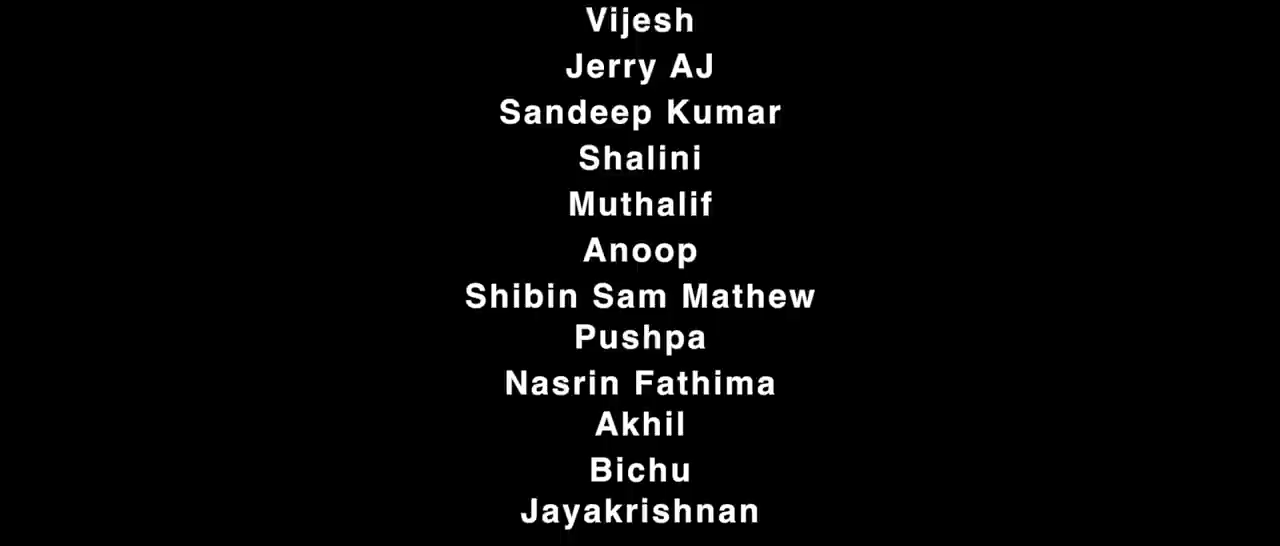 Vijesh
Jerry AJ
Sandeep Kumar
Shalini
Muthalif
Anoop
Shibin Sam Mathew
Pushpa
Nasrin Fathima
Akhil
Bichu
Jayakrishnan